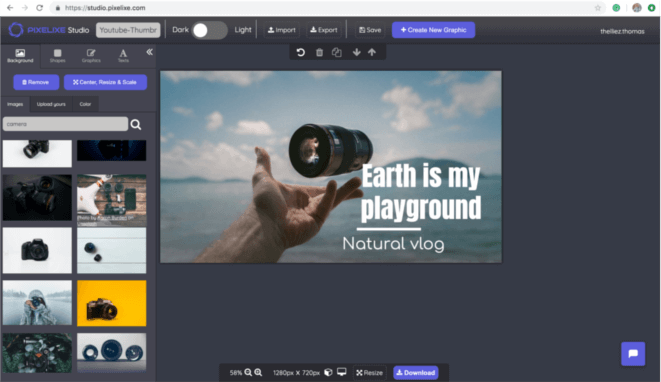 https://studio.pixelixe.com
PIXELIXE Studio
Youtube-Thumbr
Dark
Light
Import
Export
Save
+ Create New Graphic
thelliez.thomas
Background
Shapes
Graphics
Texts
Remove
Center, Resize & Scale
Images
Upload yours
Color
camera
Earth is my
playground
Natural vlog
58%
1280px X 720px
Resize
Download